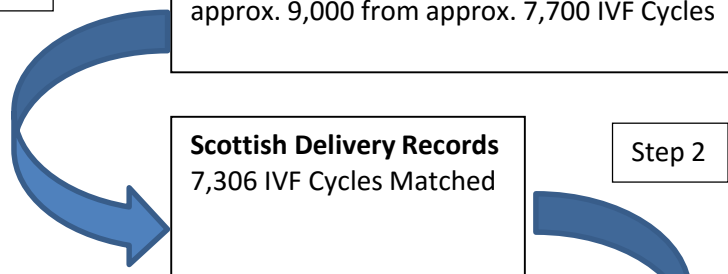 approx. 9,000 from approx. 7,700 IVF Cycles
Scottish Delivery Records
7,306 IVF Cycles Matched
Step 2